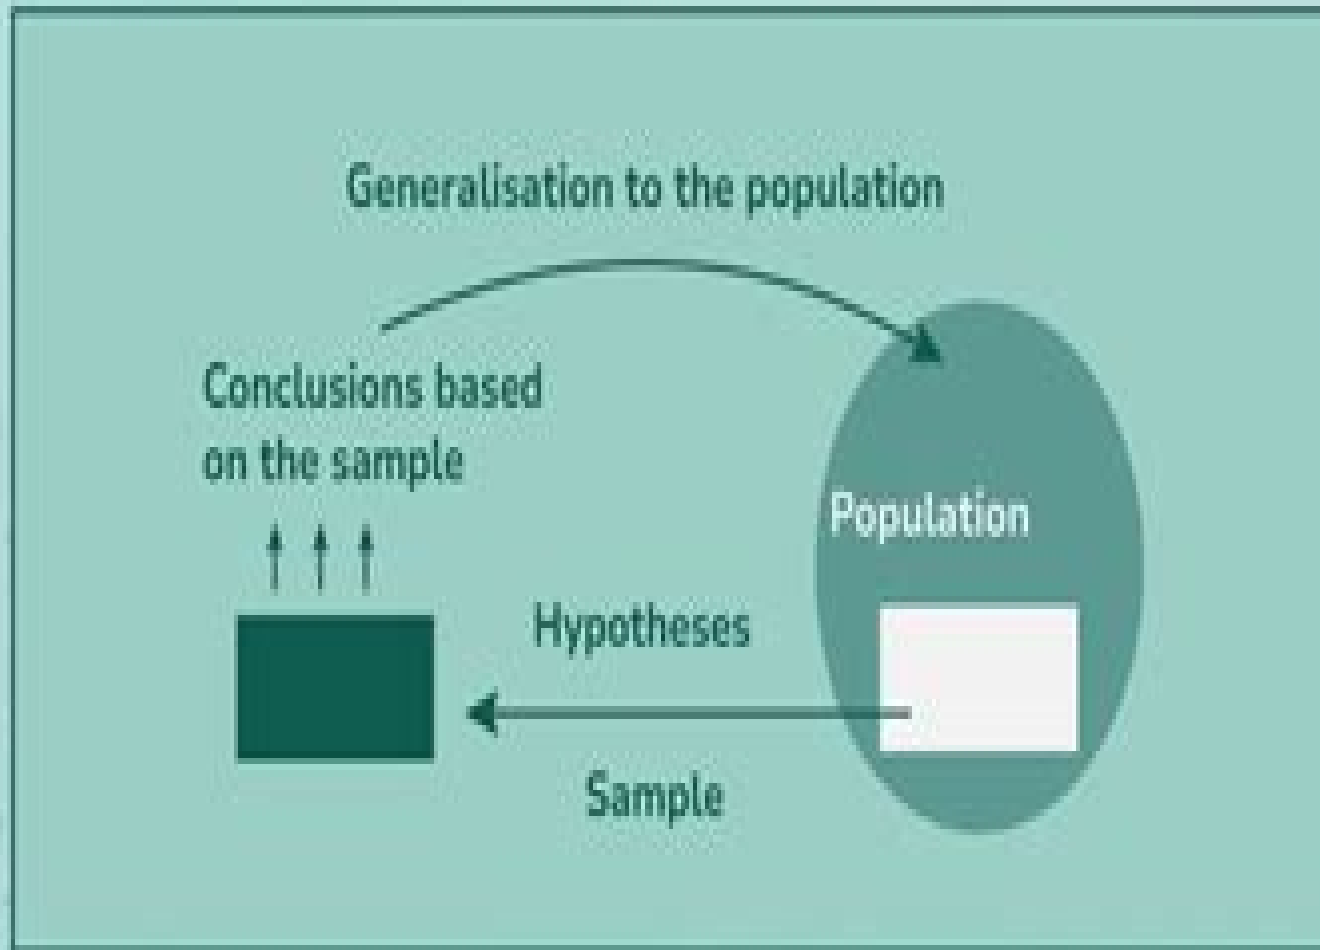 Generalisation to the population
Conclusions based
on the sample
Population
Hypotheses
Sample